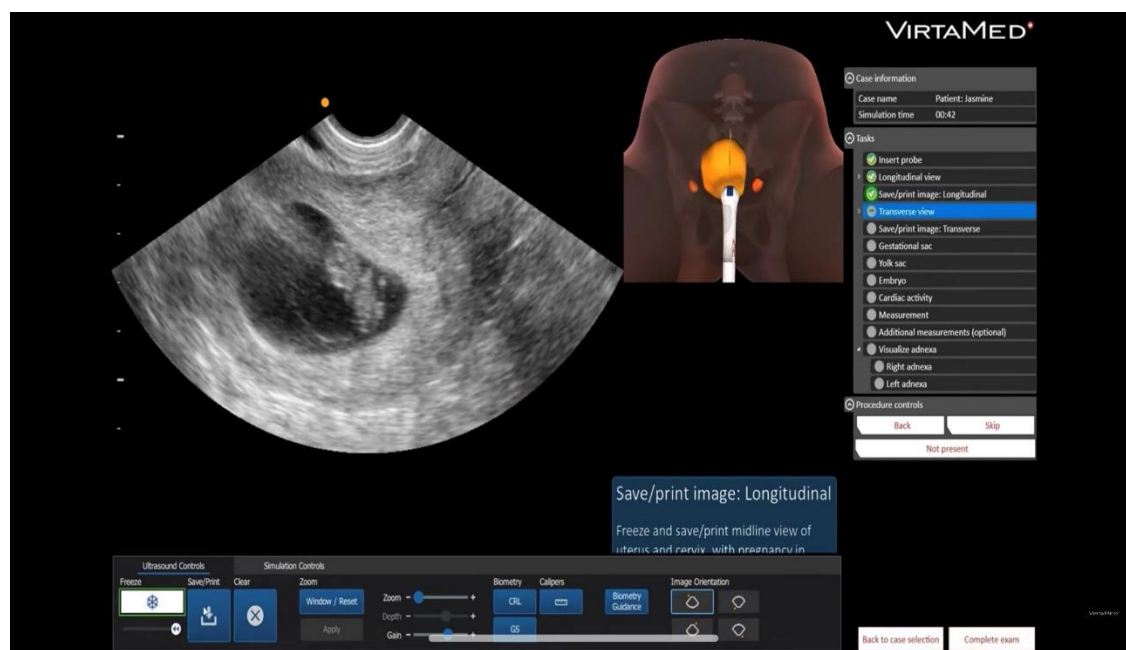 VIRTAMED
Case information
Case name Patient: Jasmine
Simulation time 00:42
Tasks
Insert probe
Longitudinal view
Save/print image: Longitudinal
Transverse view
Save/print image: Transverse
Gestational sac
Yolk sac
Embryo
Cardiac activity
Measurement
Additional measurements (optional)
Visualize adnexa
Right adnexa
Left adnexa
Procedure controls
Back Skip
Not present
Save/print image: Longitudinal
Freeze and save/print midline view of
uterus and cervix, with pregnancy in
Ultrasound Controls Simulation Controls
Freeze Save/Print Clear Zoom Biometry Calipers Image Orientation
Window / Reset Zoom - + CRL Biometry Guidance
Depth - +
Apply Gain - + GS
VIRTAMED
Back to case selection Complete exam